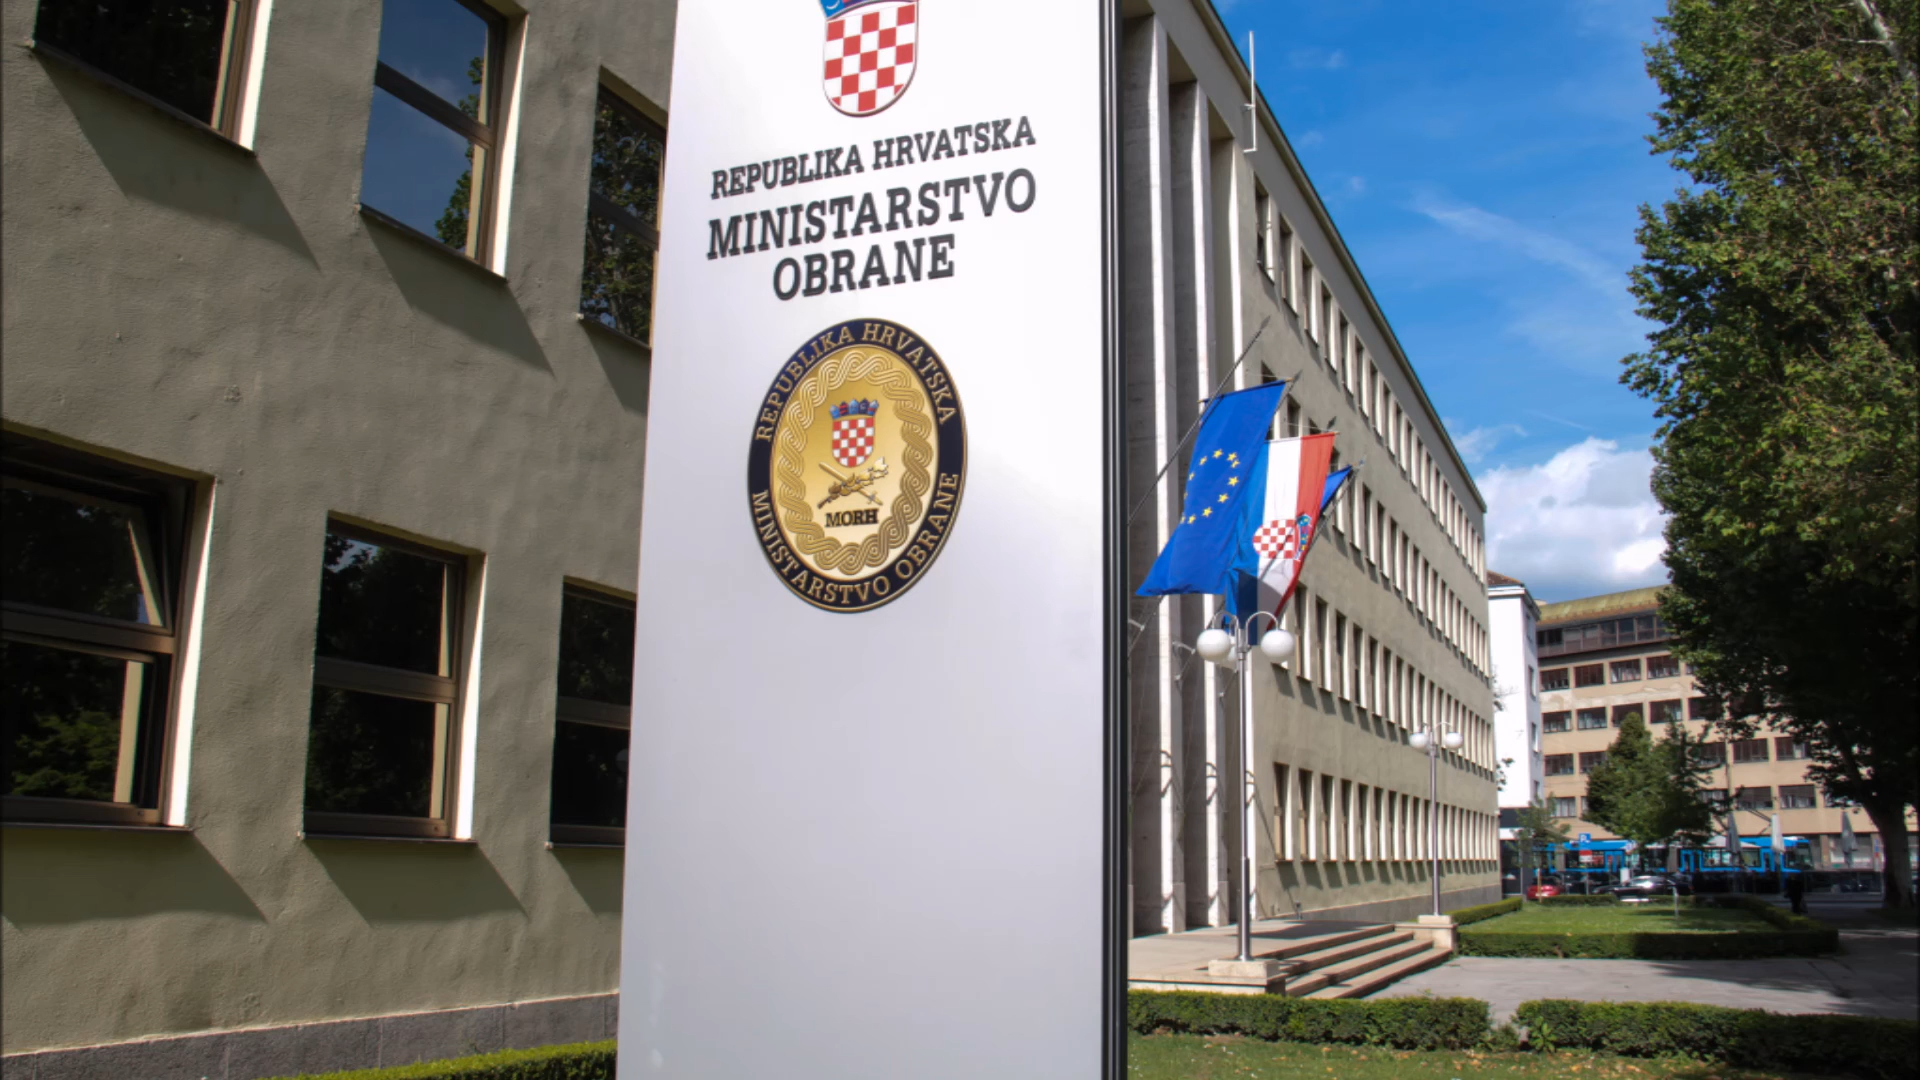 REPUBLIKA HRVATSKA
MINISTARSTVO
OBRANE
REPUBLIKA HRVATSKA
MORH
MINISTARSTVO OBRANE